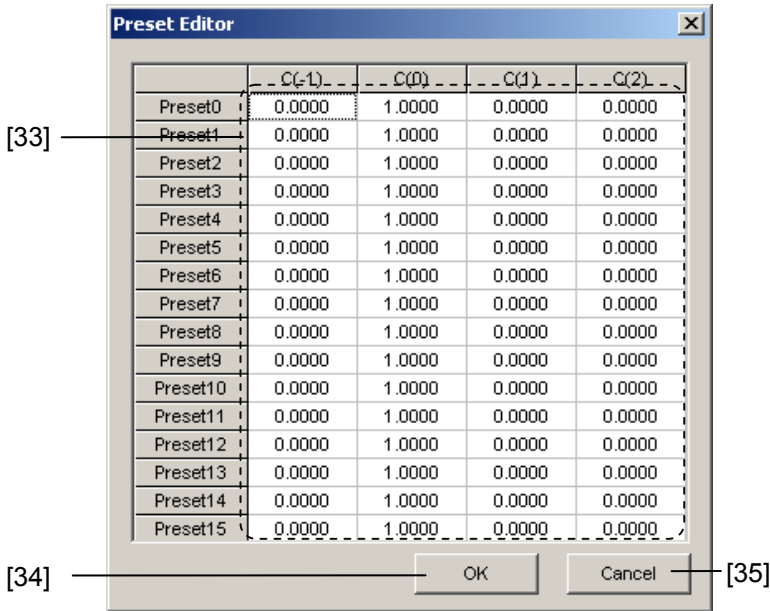 Preset Editor
C(-1) C(0) C(1) C(2)
Preset0 0.0000 1.0000 0.0000 0.0000
[33] Preset1 0.0000 1.0000 0.0000 0.0000
Preset2 0.0000 1.0000 0.0000 0.0000
Preset3 0.0000 1.0000 0.0000 0.0000
Preset4 0.0000 1.0000 0.0000 0.0000
Preset5 0.0000 1.0000 0.0000 0.0000
Preset6 0.0000 1.0000 0.0000 0.0000
Preset7 0.0000 1.0000 0.0000 0.0000
Preset8 0.0000 1.0000 0.0000 0.0000
Preset9 0.0000 1.0000 0.0000 0.0000
Preset10 0.0000 1.0000 0.0000 0.0000
Preset11 0.0000 1.0000 0.0000 0.0000
Preset12 0.0000 1.0000 0.0000 0.0000
Preset13 0.0000 1.0000 0.0000 0.0000
Preset14 0.0000 1.0000 0.0000 0.0000
Preset15 0.0000 1.0000 0.0000 0.0000
[34] OK Cancel [35]